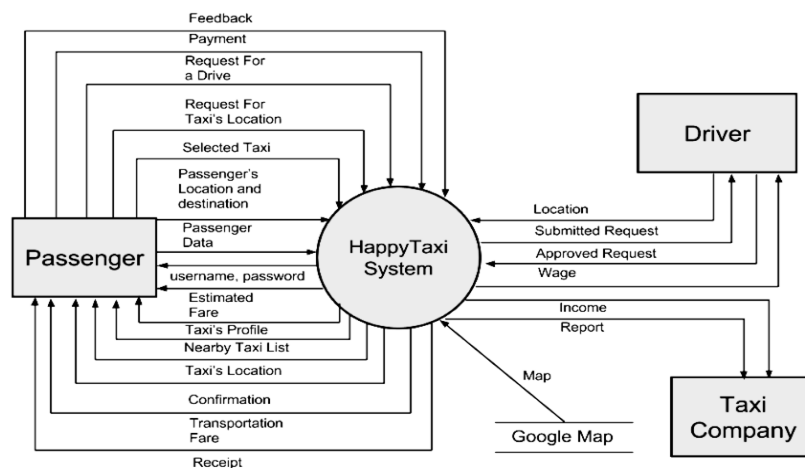 Feedback
Payment
Request For
a Drive
Request For
Taxi's Location
Selected Taxi
Passenger's
Location and
destination
Passenger
Data
Passenger
username, password
Estimated
Fare
Taxi's Profile
Nearby Taxi List
Taxi's Location
Confirmation
Transportation
Fare
Receipt
HappyTaxi
System
Driver
Location
Submitted Request
Approved Request
Wage
Income
Report
Map
Google Map
Taxi
Company